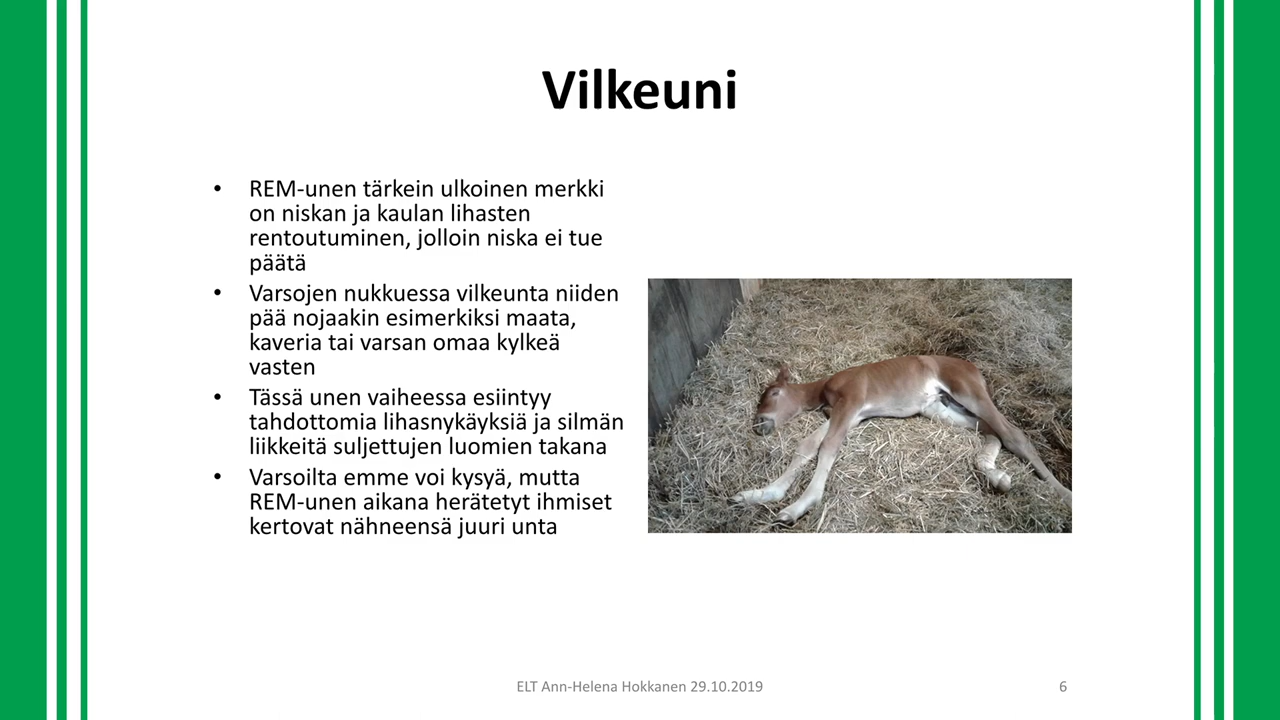 Vilkeuni
• REM-unen tärkein ulkoinen merkki
on niskan ja kaulan lihasten
rentoutuminen, jolloin niska ei tue
päätä
• Varsojen nukkuessa vilkeunta niiden
pää nojaakin esimerkiksi maata,
kaveria tai varsan omaa kylkeä
vasten
• Tässä unen vaiheessa esiintyy
tahdottomia lihasnykäyksiä ja silmän
liikkeitä suljettujen luomien takana
• Varsoilta emme voi kysyä, mutta
REM-unen aikana herätetyt ihmiset
kertovat nähneensä juuri unta
ELT Ann-Helena Hokkanen 29.10.2019
6